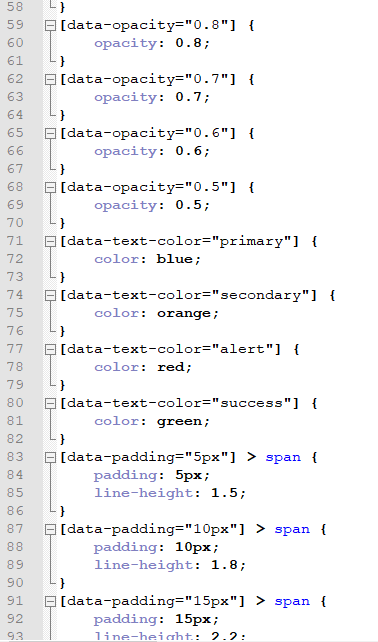 58 }
59 [data-opacity="0.8"] {
60 opacity: 0.8;
61 }
62 [data-opacity="0.7"] {
63 opacity: 0.7;
64 }
65 [data-opacity="0.6"] {
66 opacity: 0.6;
67 }
68 [data-opacity="0.5"] {
69 opacity: 0.5;
70 }
71 [data-text-color="primary"] {
72 color: blue;
73 }
74 [data-text-color="secondary"] {
75 color: orange;
76 }
77 [data-text-color="alert"] {
78 color: red;
79 }
80 [data-text-color="success"] {
81 color: green;
82 }
83 [data-padding="5px"] > span {
84 padding: 5px;
85 line-height: 1.5;
86 }
87 [data-padding="10px"] > span {
88 padding: 10px;
89 line-height: 1.8;
90 }
91 [data-padding="15px"] > span {
92 padding: 15px;
93 line-height: 2.2;